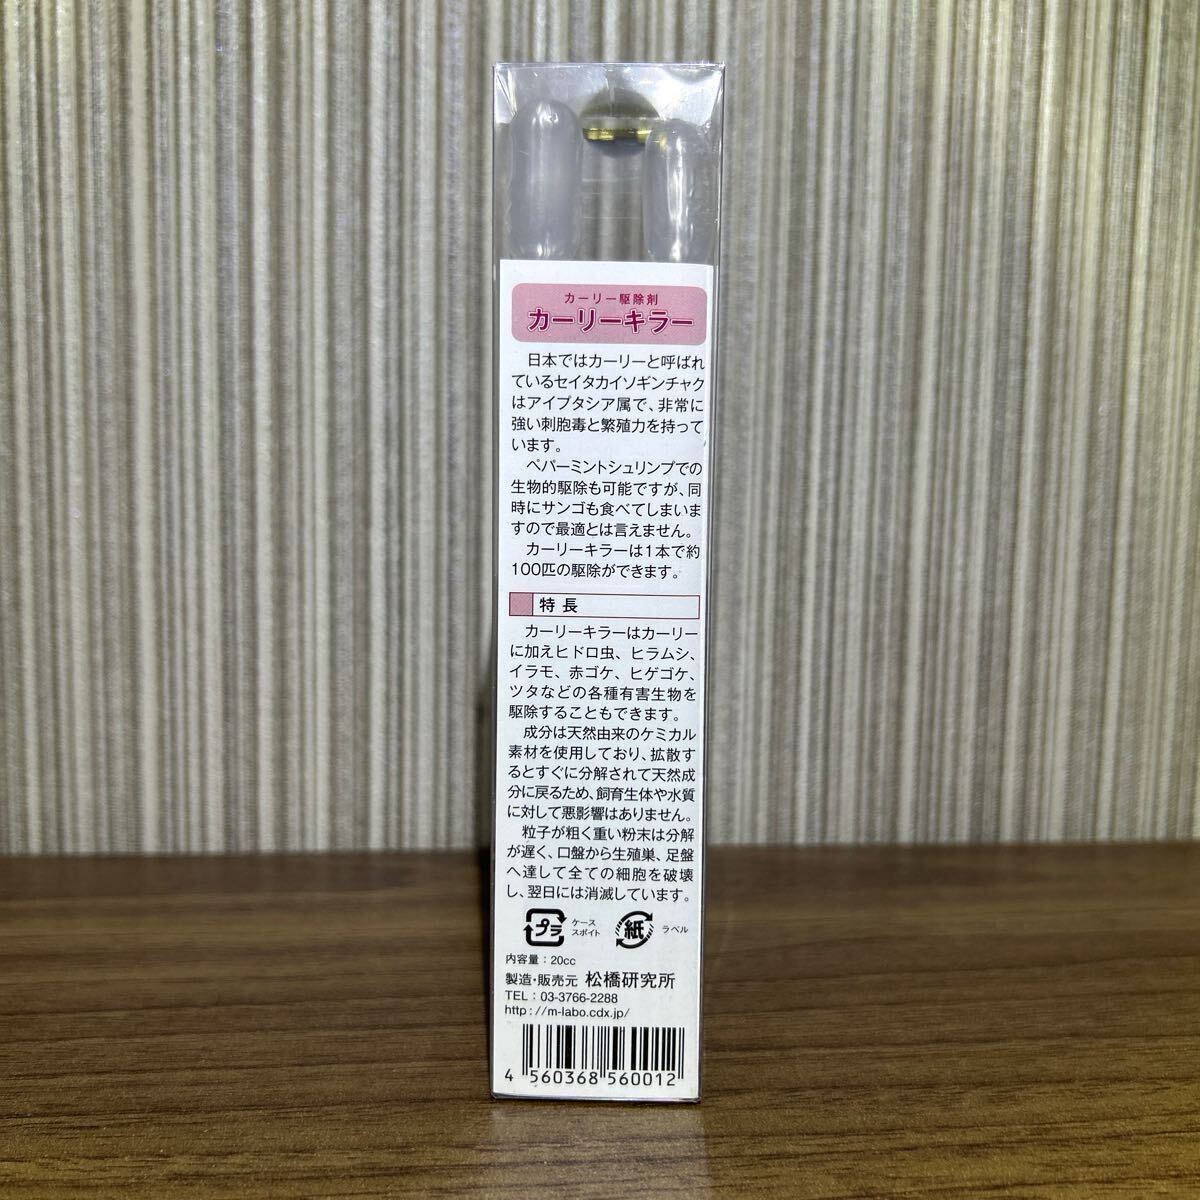 カーリー駆除剤
カーリーキラー
日本ではカーリーと呼ばれ
ているセイタカイソギンチャク
はアイプタシア属で、非常に
強い刺胞毒と繁殖力を持って
います。
ペパーミントシュリンプでの
生物的駆除も可能ですが、同
時にサンゴも食べてしまいま
すので最適とは言えません。
カーリーキラーは1本で約
100匹の駆除ができます。
特 長
カーリーキラーはカーリー
に加えヒドロ虫、ヒラムシ、
イラモ、赤ゴケ、ヒゲゴケ、
ツタなどの各種有害生物を
駆除することもできます。
成分は天然由来のケミカル
素材を使用しており、拡散す
るとすぐに分解されて天然成
分に戻るため、飼育生体や水質
に対して悪影響はありません。
粒子が粗く重い粉末は分解
が遅く、口盤から生殖巣、足盤
へ達して全ての細胞を破壊
し、翌日には消滅しています。
プラ ケース
スポイト
紙 ラベル
内容量：20cc
製造・販売元 松橋研究所
TEL：03-3766-2288
http://m-labo.cdx.jp/
4 560368 560012